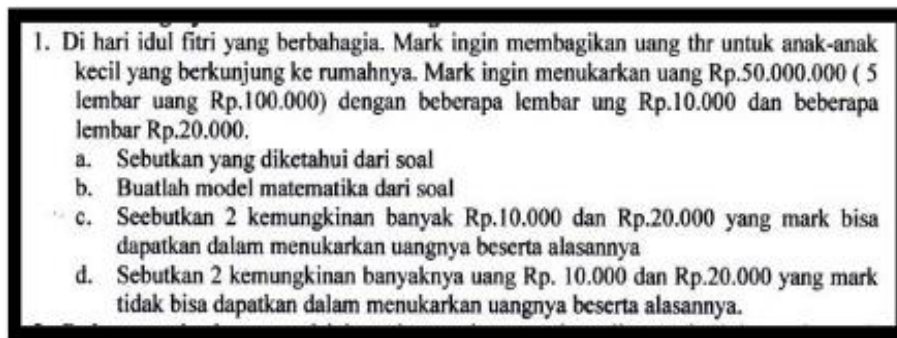 1. Di hari idul fitri yang berbahagia. Mark ingin membagikan uang thr untuk anak-anak
kecil yang berkunjung ke rumahnya. Mark ingin menukarkan uang Rp.50.000.000 ( 5
lembar uang Rp.100.000) dengan beberapa lembar ung Rp.10.000 dan beberapa
lembar Rp.20.000.
a. Sebutkan yang diketahui dari soal
b. Buatlah model matematika dari soal
c. Seebutkan 2 kemungkinan banyak Rp.10.000 dan Rp.20.000 yang mark bisa
dapatkan dalam menukarkan uangnya beserta alasannya
d. Sebutkan 2 kemungkinan banyaknya uang Rp. 10.000 dan Rp.20.000 yang mark
tidak bisa dapatkan dalam menukarkan uangnya beserta alasannya.